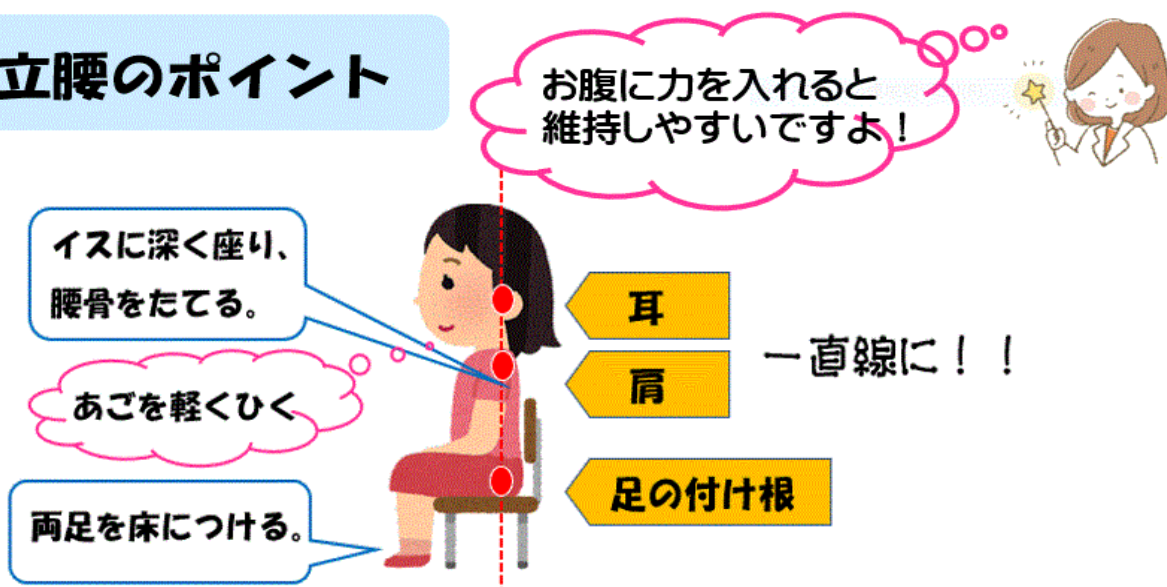 立腰のポイント
お腹に力を入れると
維持しやすいですよ！
イスに深く座り、
腰骨をたてる。
あごを軽くひく
両足を床につける。
耳
肩
足の付け根
一直線に！！